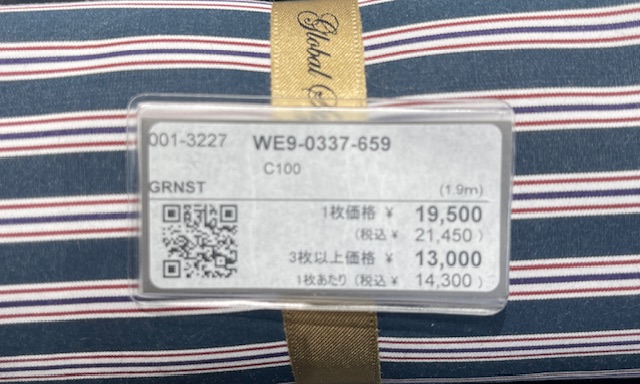 Global
001-3227 WE9-0337-659
C100
GRNST (1.9m)
1枚価格 ¥ 19,500
(税込 ¥ 21,450 )
3枚以上価格 ¥ 13,000
1枚あたり (税込 ¥ 14,300 )